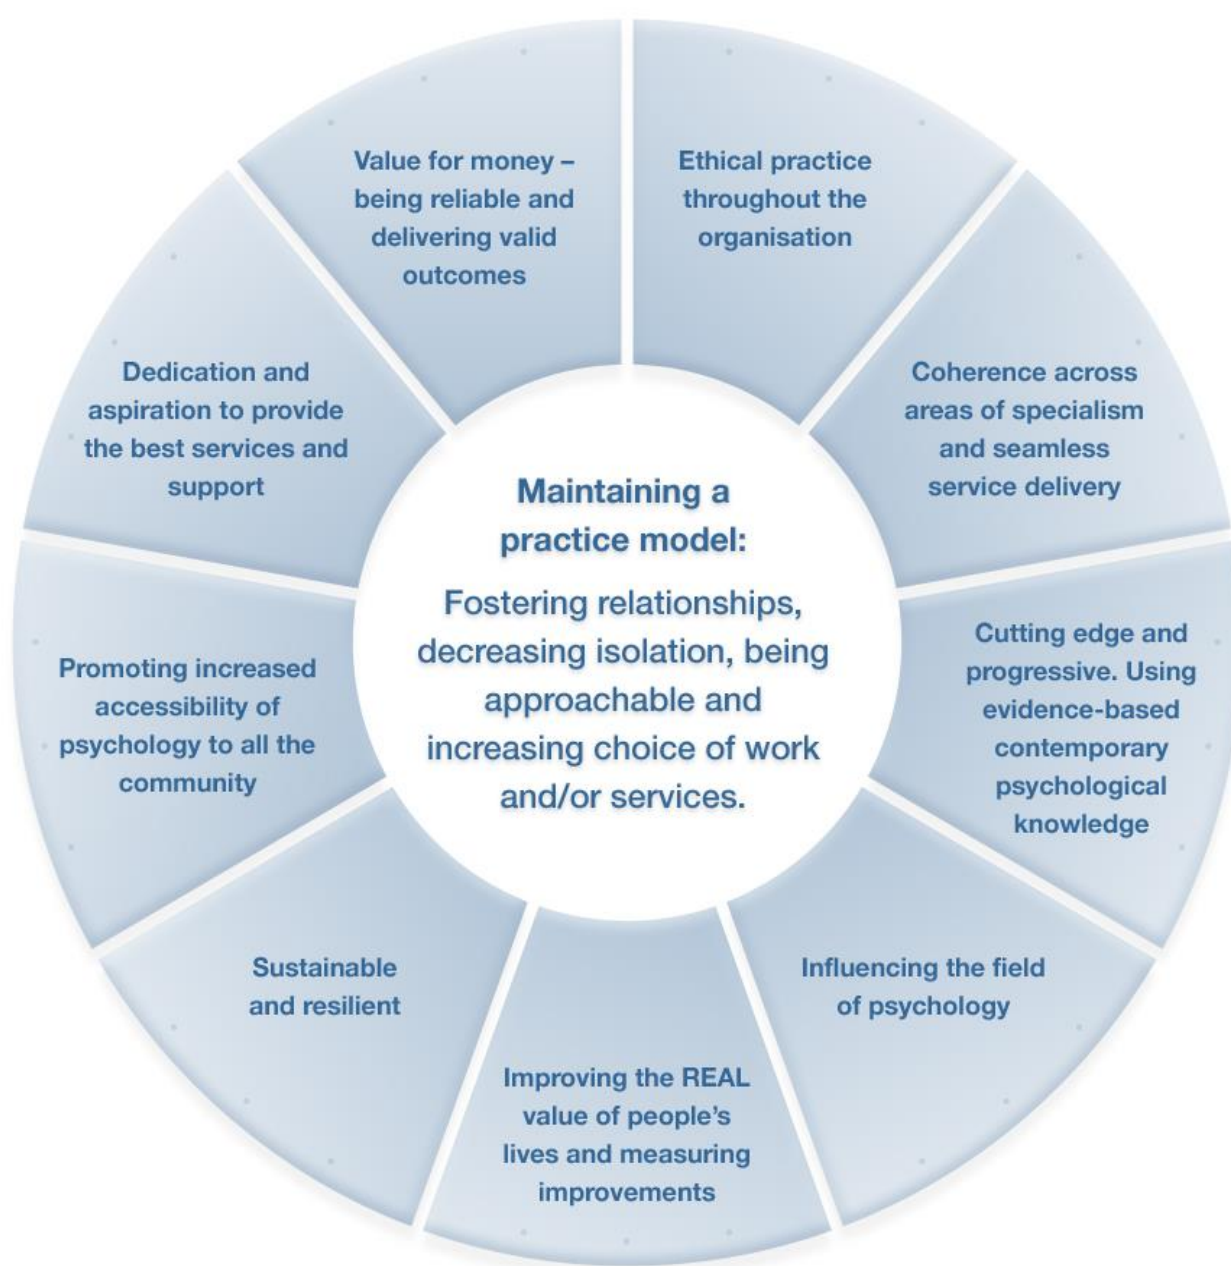 Value for money –
being reliable and
delivering valid
outcomes
Ethical practice
throughout the
organisation
Coherence across
areas of specialism
and seamless
service delivery
Cutting edge and
progressive. Using
evidence-based
contemporary
psychological
knowledge
Influencing the field
of psychology
Improving the REAL
value of people’s
lives and measuring
improvements
Sustainable
and resilient
Promoting increased
accessibility of
psychology to all the
community
Dedication and
aspiration to provide
the best services and
support
Maintaining a
practice model:
Fostering relationships,
decreasing isolation, being
approachable and
increasing choice of work
and/or services.